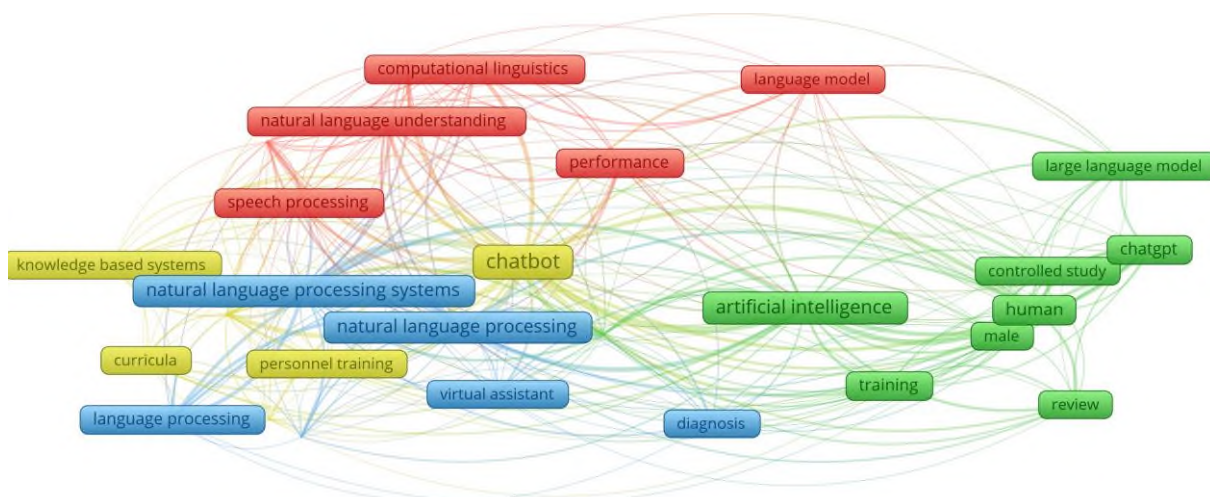 computational linguistics
language model
natural language understanding
performance
large language model
speech processing
chatbot
chatgpt
knowledge based systems
controlled study
natural language processing systems
artificial intelligence
human
natural language processing
male
curricula
personnel training
training
virtual assistant
review
language processing
diagnosis